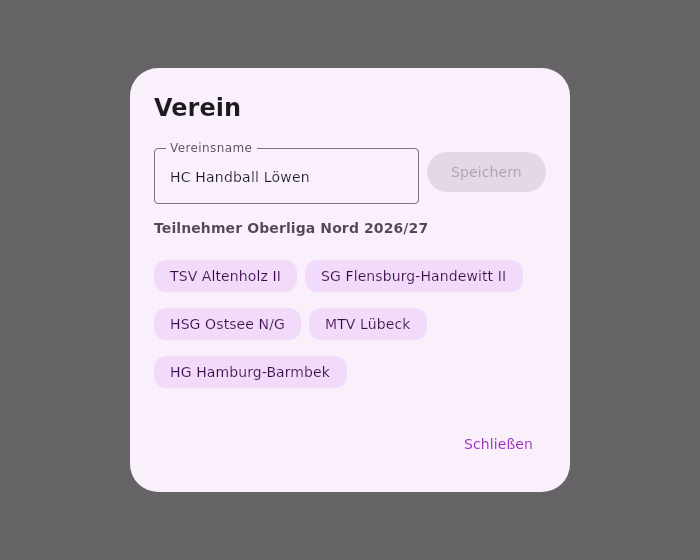 Verein
Vereinsname
HC Handball Löwen
Speichern
Teilnehmer Oberliga Nord 2026/27
TSV Altenholz II
SG Flensburg-Handewitt II
HSG Ostsee N/G
MTV Lübeck
HG Hamburg-Barmbek
Schließen